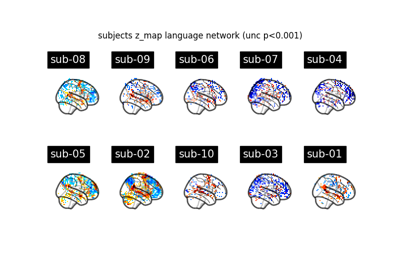 subjects z_map language network (unc p<0.001)
sub-08 sub-09 sub-06 sub-07 sub-04
sub-05 sub-02 sub-10 sub-03 sub-01